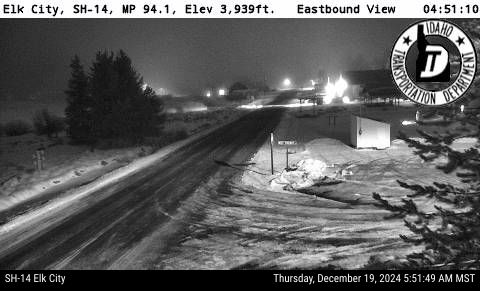 Elk City, SH-14, MP 94.1, Elev 3,939ft. Eastbound View 04:51:10
IDAHO
TRANSPORTATION DEPARTMENT
SH-14 Elk City Thursday, December 19, 2024 5:51:49 AM MST